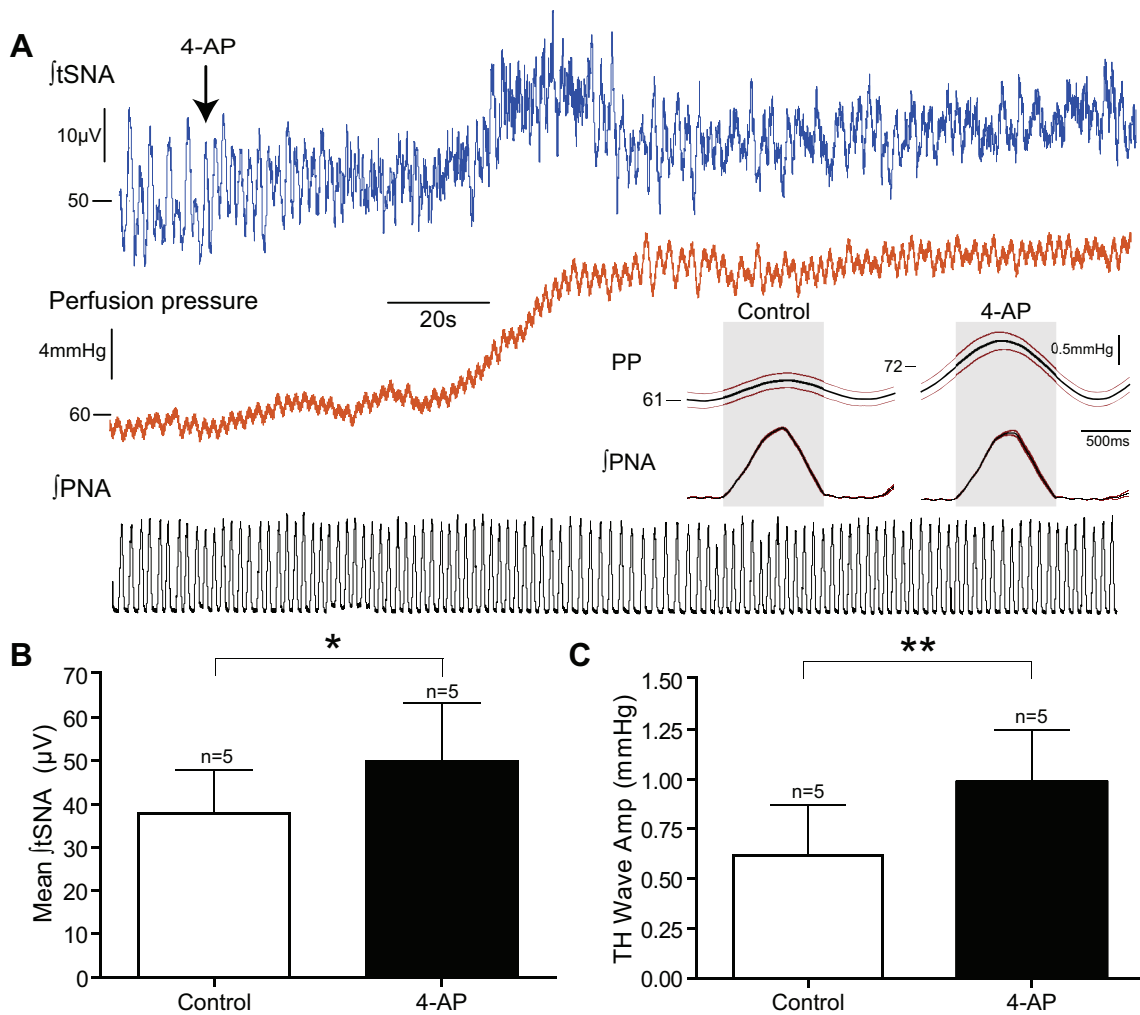 A
4-AP
∫tSNA
10µV
50
Perfusion pressure
20s
4mmHg
60
Control
4-AP
PP
0.5mmHg
72
61
500ms
∫PNA
∫PNA
B
*
70
60
50
40
30
20
10
0
Mean ∫tSNA (µV)
n=5
n=5
Control
4-AP
C
**
1.50
1.25
1.00
0.75
0.50
0.25
0.00
TH Wave Amp (mmHg)
n=5
n=5
Control
4-AP